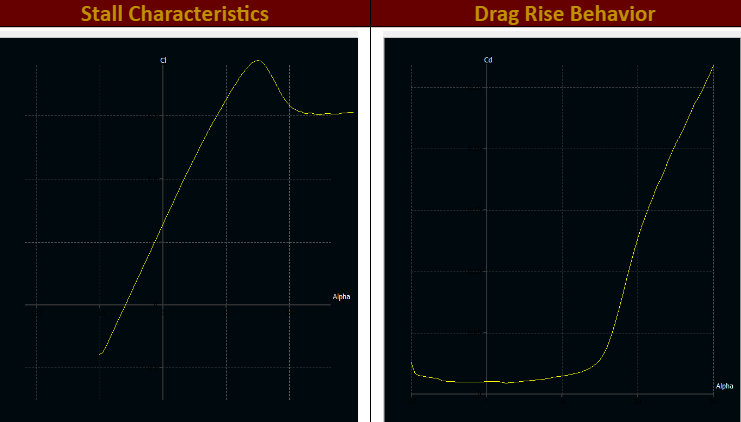 Stall Characteristics
Drag Rise Behavior
Cl
Alpha
Cd
Alpha